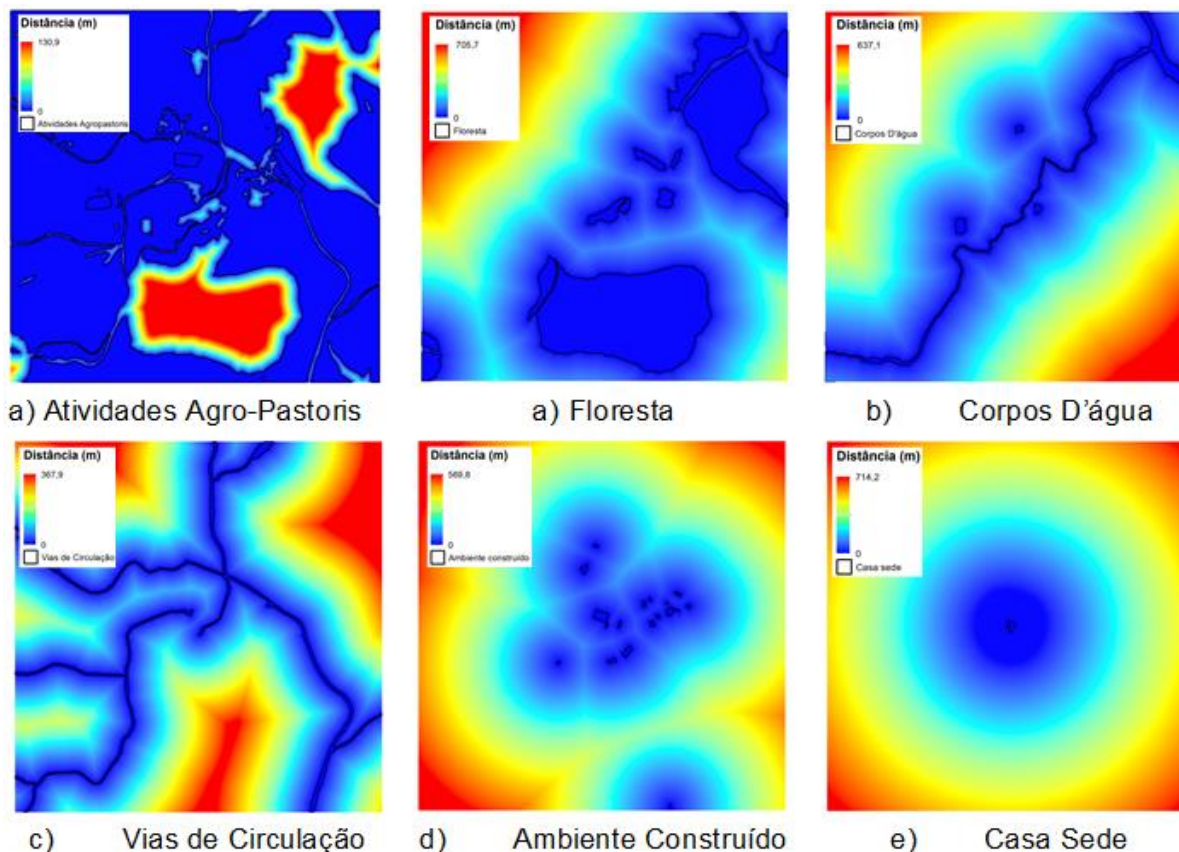 Distância (m)
130,9
0
Atividades Agropastoris
Distância (m)
705,7
0
Floresta
Distância (m)
637,1
0
Corpos D'água
a) Atividades Agro-Pastoris
a) Floresta
b) Corpos D'água
Distância (m)
367,9
0
Vias de Circulação
Distância (m)
569,8
0
Ambiente construído
Distância (m)
714,2
0
Casa sede
c) Vias de Circulação
d) Ambiente Construído
e) Casa Sede